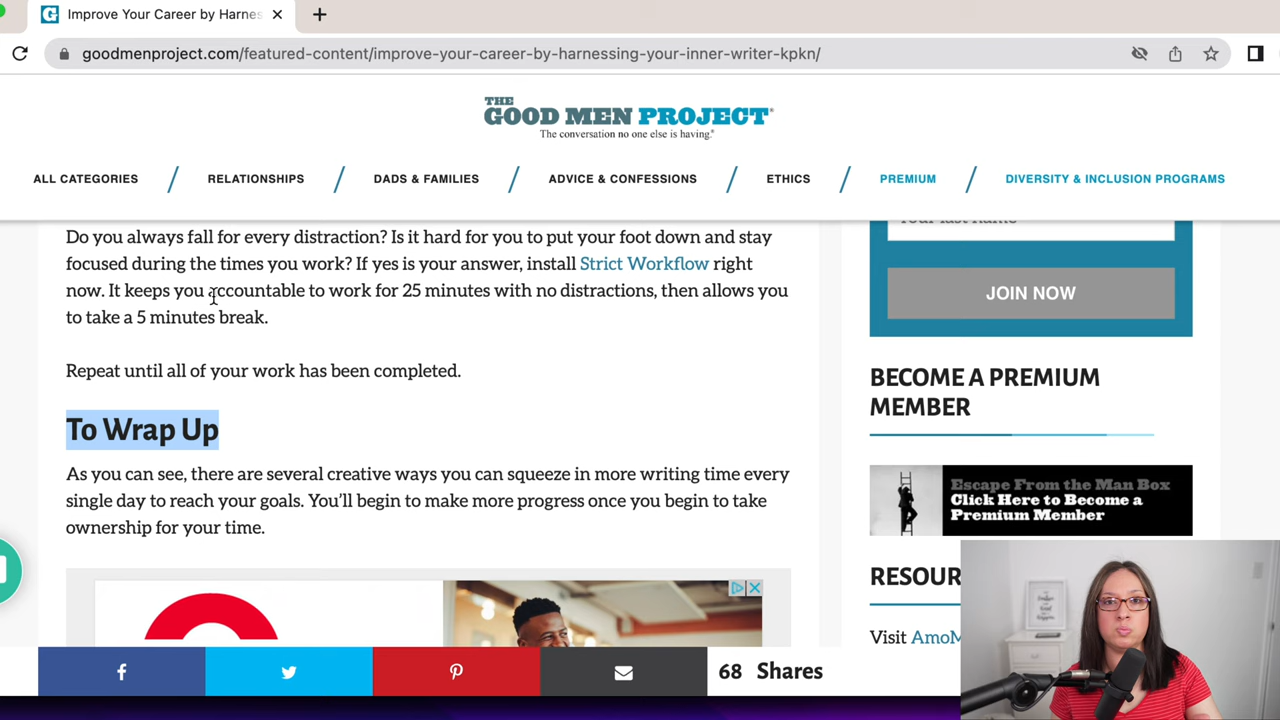 Improve Your Career by Harnes
goodmenproject.com/featured-content/improve-your-career-by-harnessing-your-inner-writer-kpkn/
THE
GOOD MEN PROJECT®
The conversation no one else is having.®
ALL CATEGORIES / RELATIONSHIPS / DADS & FAMILIES / ADVICE & CONFESSIONS / ETHICS / PREMIUM / DIVERSITY & INCLUSION PROGRAMS
Do you always fall for every distraction? Is it hard for you to put your foot down and stay
focused during the times you work? If yes is your answer, install Strict Workflow right
now. It keeps you accountable to work for 25 minutes with no distractions, then allows you
to take a 5 minutes break.
Repeat until all of your work has been completed.
To Wrap Up
As you can see, there are several creative ways you can squeeze in more writing time every
single day to reach your goals. You'll begin to make more progress once you begin to take
ownership for your time.
Your last name
JOIN NOW
BECOME A PREMIUM
MEMBER
Escape From the Man Box
Click Here to Become a
Premium Member
RESOUR
Visit AmoM
68 Shares